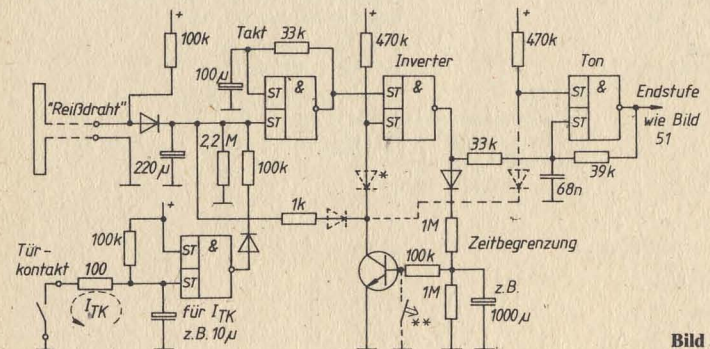 +
+
+
100k
Takt
33k
470k
470k
Inverter
Ton
100µ
ST
&
ST
ST
&
ST
ST
&
ST
Endstufe
wie Bild
51
"Reißdraht"
220µ
2,2 M
100k
33k
39k
68n
*
1k
1M
Zeitbegrenzung
+
100k
Tür-
kontakt
100
ST
&
ST
I_TK
für I_TK
z.B. 10µ
100k
1M
z.B.
1000µ
**
Bild